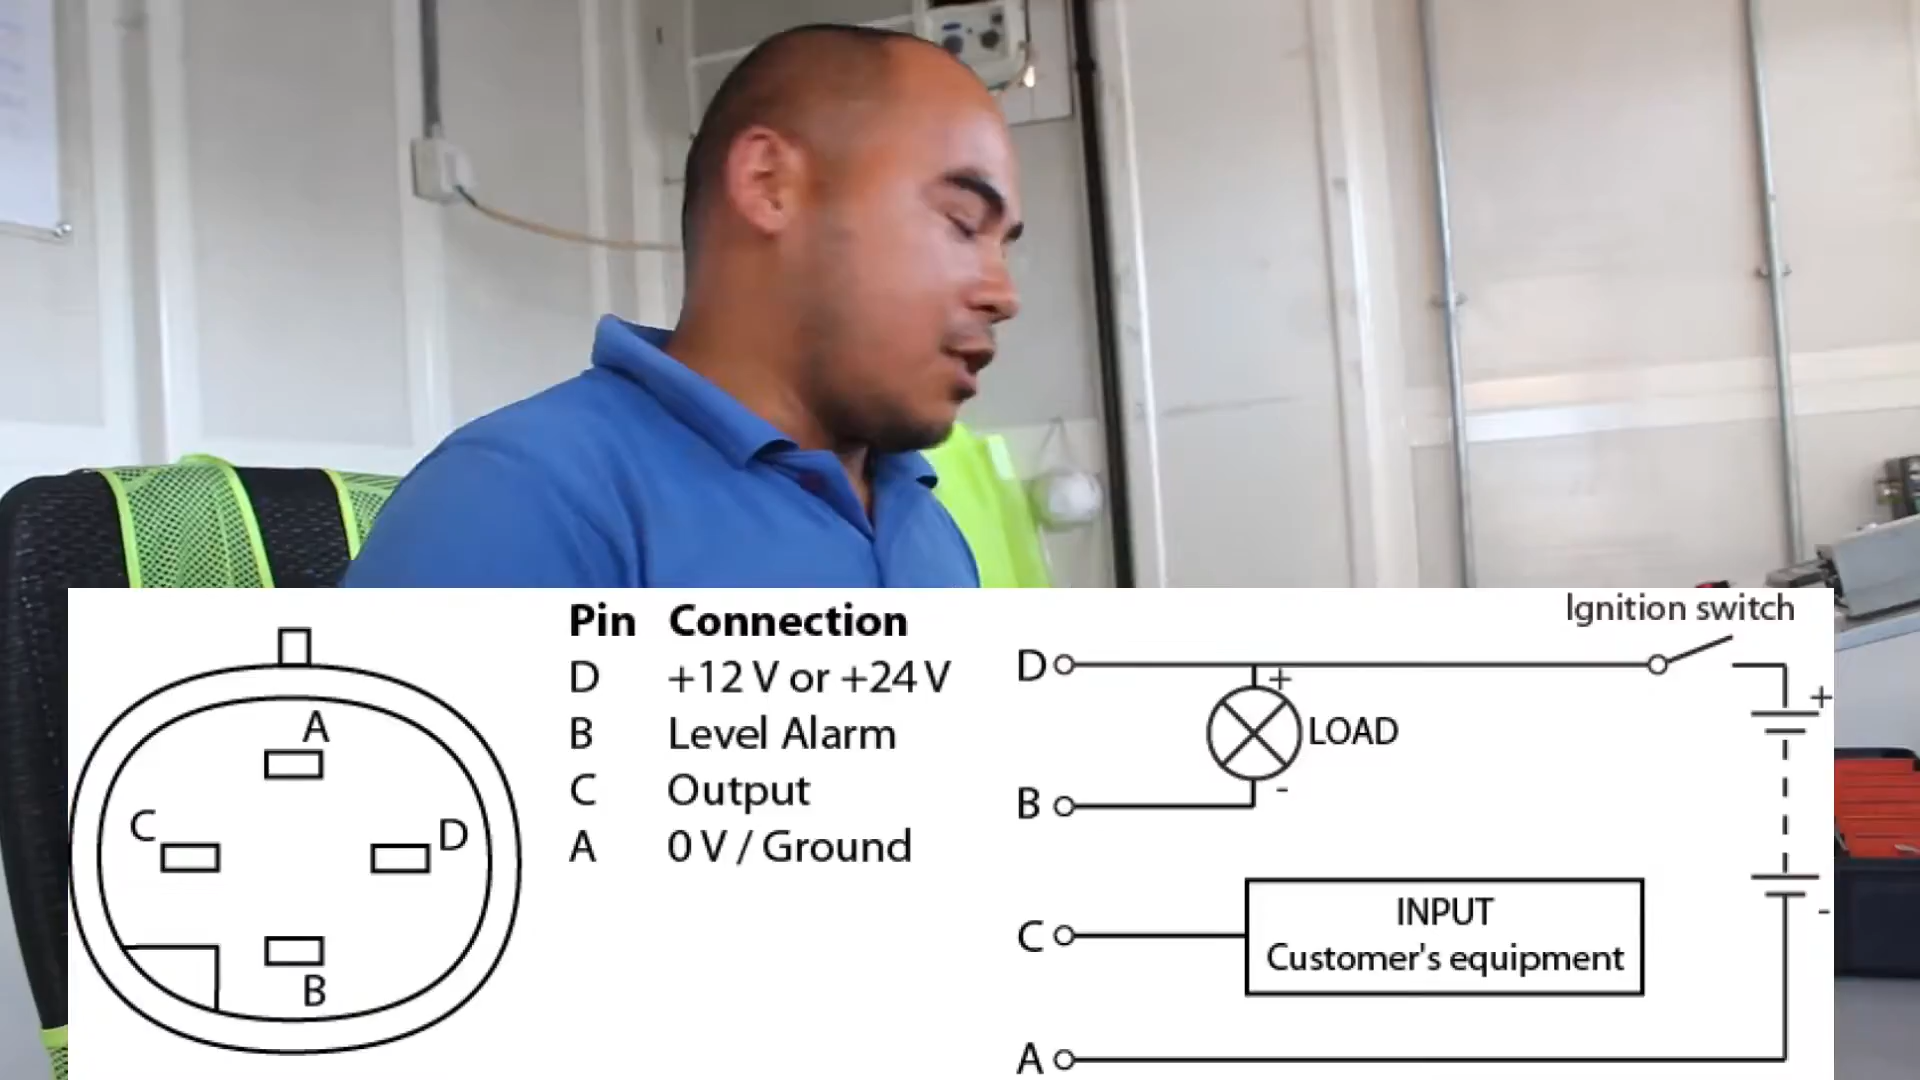 A
C
D
B
Pin Connection
D +12 V or +24 V
B Level Alarm
C Output
A 0 V / Ground
Ignition switch
D
+
+
LOAD
B
-
C
INPUT
Customer's equipment
-
A